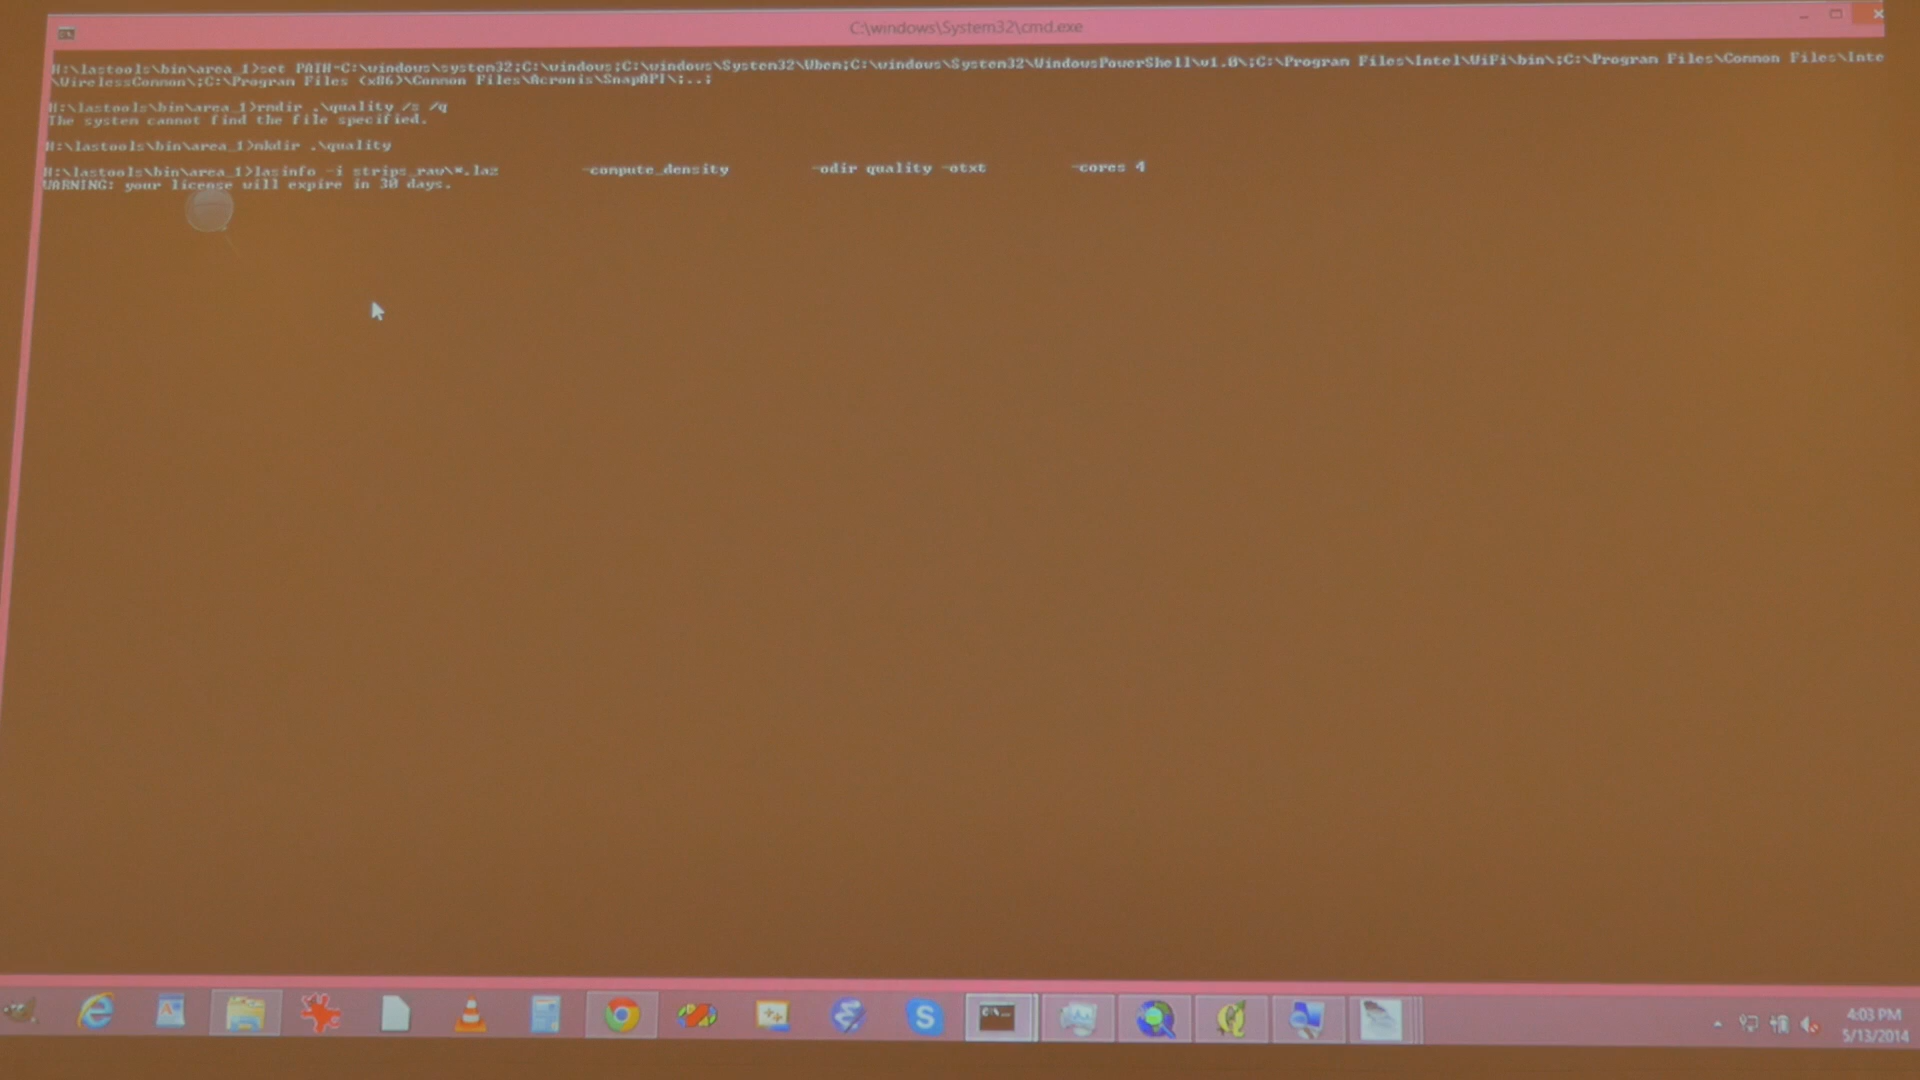 C:\windows\System32\cmd.exe
H:\lastools\bin\area_1>set PATH=C:\windows\system32;C:\windows;C:\windows\System32\Wbem;C:\windows\System32\WindowsPowerShell\v1.0\;C:\Program Files\Intel\WiFi\bin\;C:\Program Files\Common Files\Inte
\WirelessCommon\;C:\Program Files (x86)\Common Files\Acronis\SnapAPI\;..;
H:\lastools\bin\area_1>rmdir .\quality /s /q
The system cannot find the file specified.
H:\lastools\bin\area_1>mkdir .\quality
H:\lastools\bin\area_1>lasinfo -i strips_raw\*.laz -compute_density -odir quality -otxt -cores 4
WARNING: your license will expire in 30 days.
4:03 PM
5/13/2014